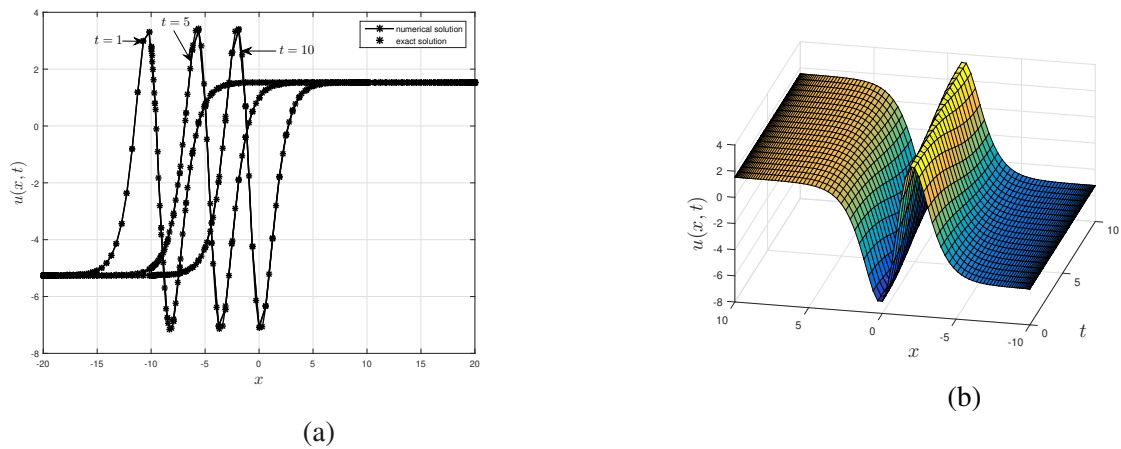 4
2
0
-2
-4
-6
-8
u(x, t)
t = 1
t = 5
t = 10
numerical solution
exact solution
-20
-15
-10
-5
0
5
10
15
20
x
(a)
4
2
0
-2
-4
-6
-8
u(x, t)
10
5
0
-5
-10
x
0
5
10
t
(b)